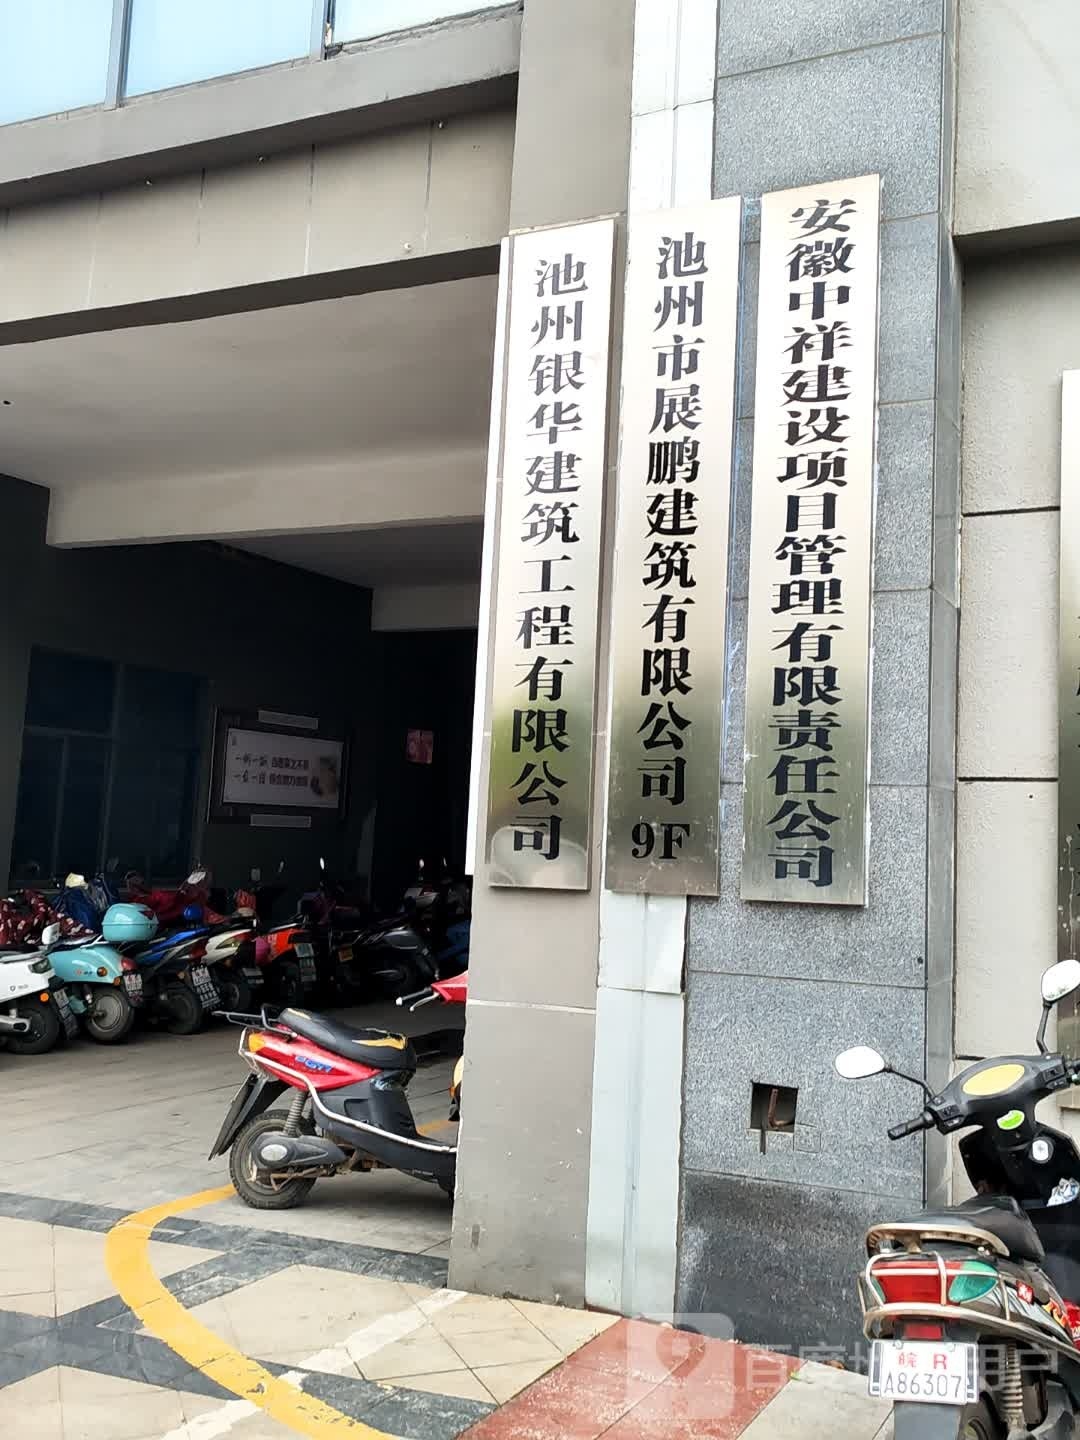 池州银华建筑工程有限公司
池州市展鹏建筑有限公司
9F
安徽中祥建设项目管理有限责任公司
皖 R
A86307